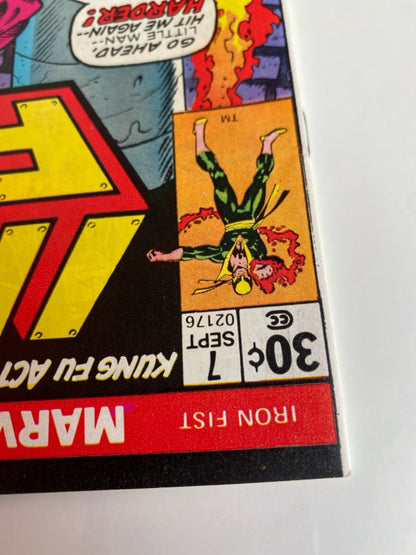 MARV
IRON FIST
KUNG FU ACT
30¢
CC
7
SEPT
02176
TM
GO AHEAD,
LITTLE MAN--
HIT ME AGAIN--
HARDER!